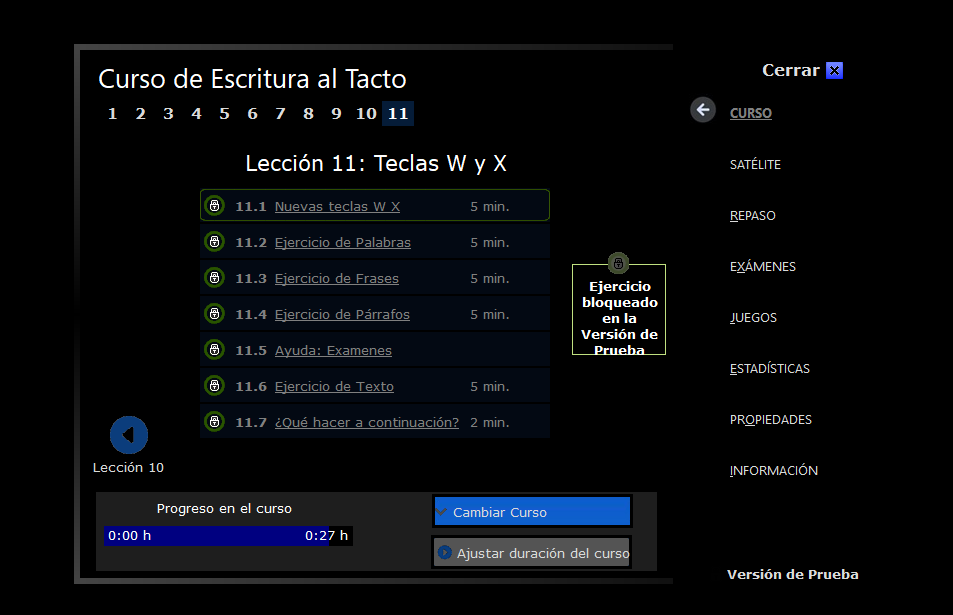 Curso de Escritura al Tacto
1 2 3 4 5 6 7 8 9 10 11
Lección 11: Teclas W y X
11.1 Nuevas teclas W X 5 min.
11.2 Ejercicio de Palabras 5 min.
11.3 Ejercicio de Frases 5 min.
11.4 Ejercicio de Párrafos 5 min.
11.5 Ayuda: Examenes
11.6 Ejercicio de Texto 5 min.
11.7 ¿Qué hacer a continuación? 2 min.
Ejercicio
bloqueado
en la
Versión de
Prueba
Lección 10
Progreso en el curso
0:00 h 0:27 h
Cambiar Curso
Ajustar duración del curso
Cerrar
CURSO
SATÉLITE
REPASO
EXÁMENES
JUEGOS
ESTADÍSTICAS
PROPIEDADES
INFORMACIÓN
Versión de Prueba